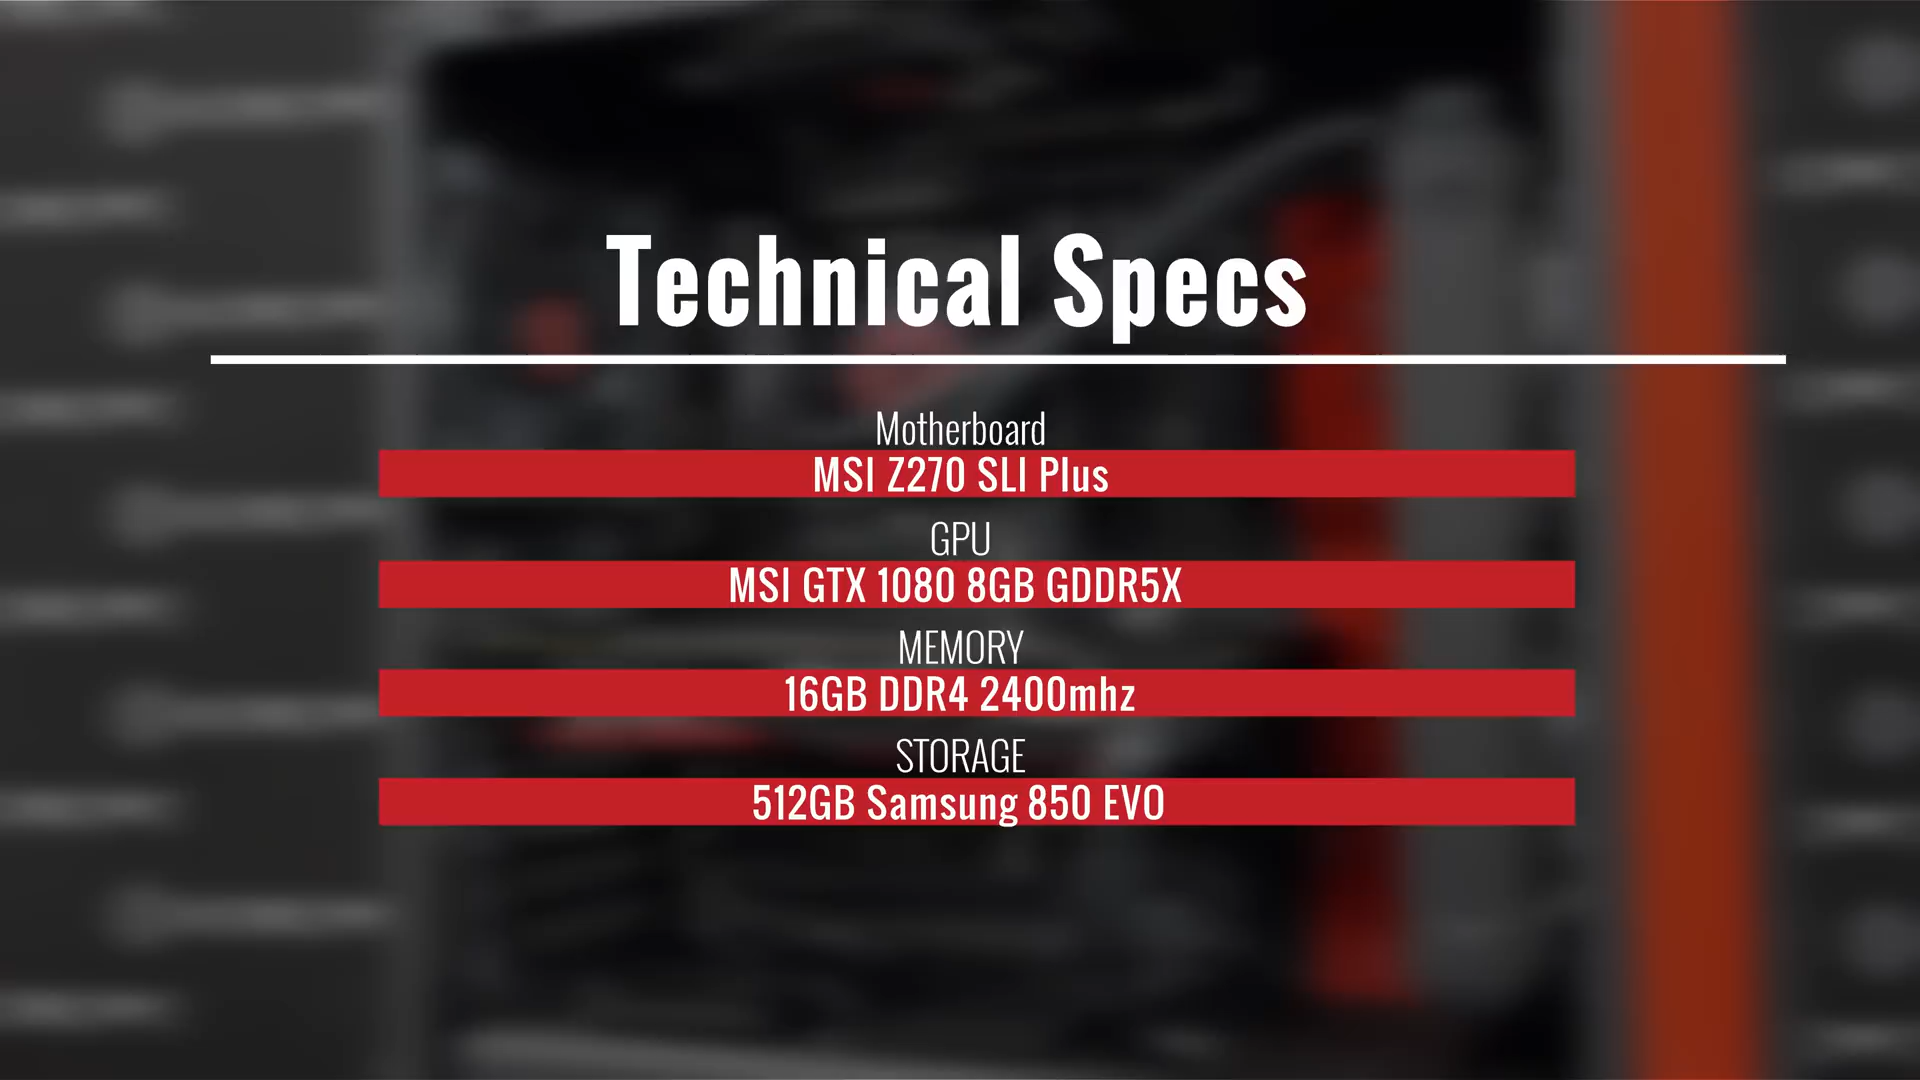 Technical Specs
Motherboard
MSI Z270 SLI Plus
GPU
MSI GTX 1080 8GB GDDR5X
MEMORY
16GB DDR4 2400mhz
STORAGE
512GB Samsung 850 EVO